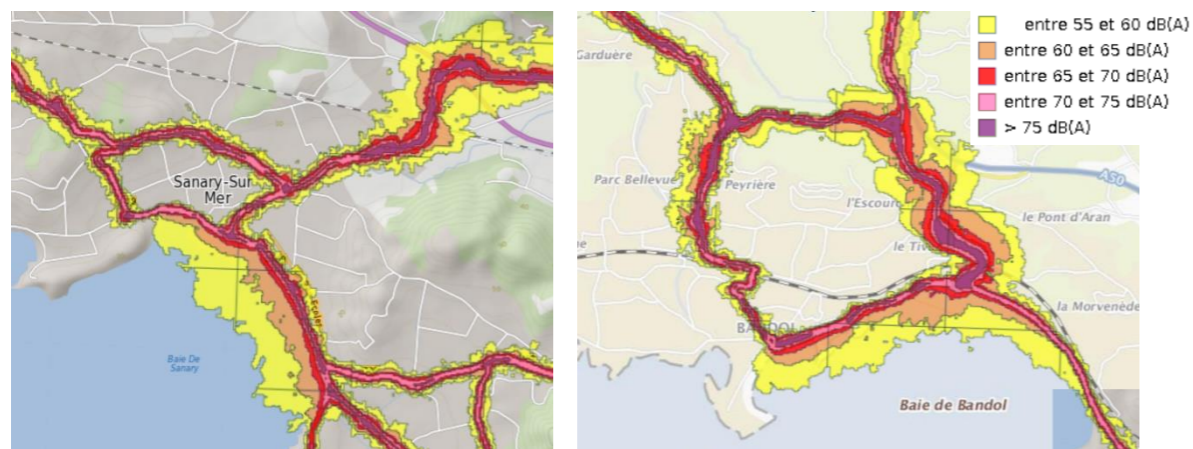 Sanary-Sur
Mer
Baie De
Sanary
entre 55 et 60 dB(A)
entre 60 et 65 dB(A)
entre 65 et 70 dB(A)
entre 70 et 75 dB(A)
> 75 dB(A)
Garduère
Parc Bellevue
Peyrière
A50
l'Escour
le Pont d'Aran
le Tiv
la Morvenède
BANDOL
Baie de Bandol